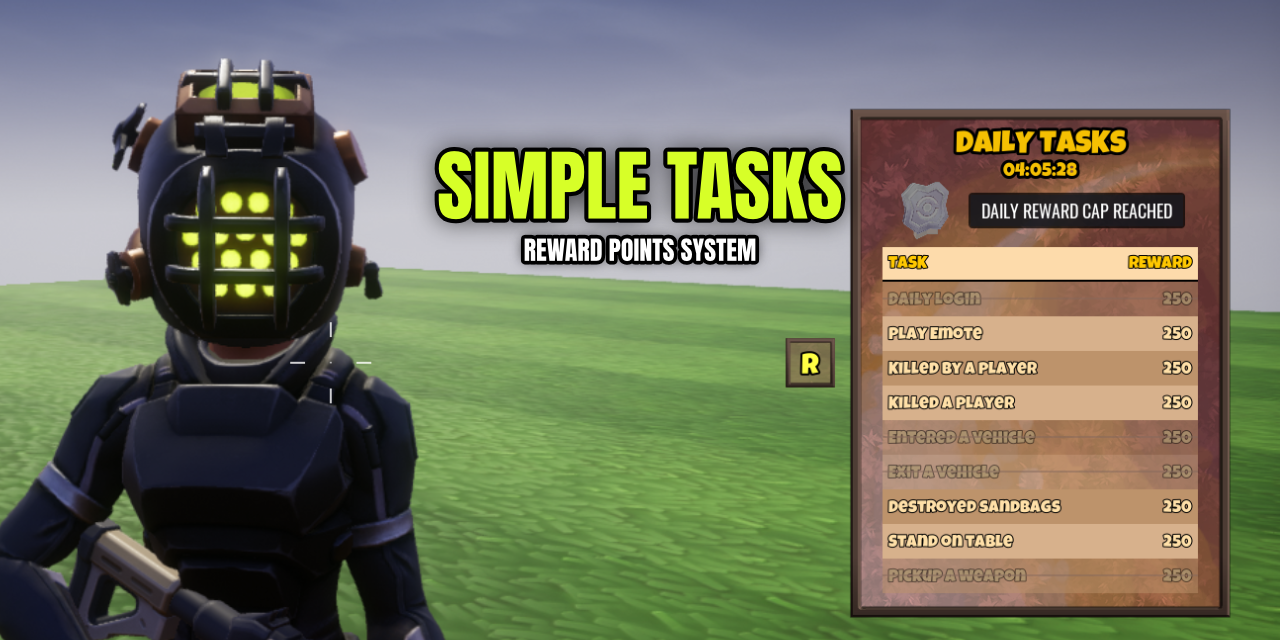 SIMPLE TASKS
REWARD POINTS SYSTEM
R
DAILY TASKS
04:05:28
DAILY REWARD CAP REACHED
TASK REWARD
DAILY LOGIN 250
PLAY EMOTE 250
KILLED BY A PLAYER 250
KILLED A PLAYER 250
ENTERED A VEHICLE 250
EXIT A VEHICLE 250
DESTROYED SANDBAGS 250
STAND ON TABLE 250
PICKUP A WEAPON 250